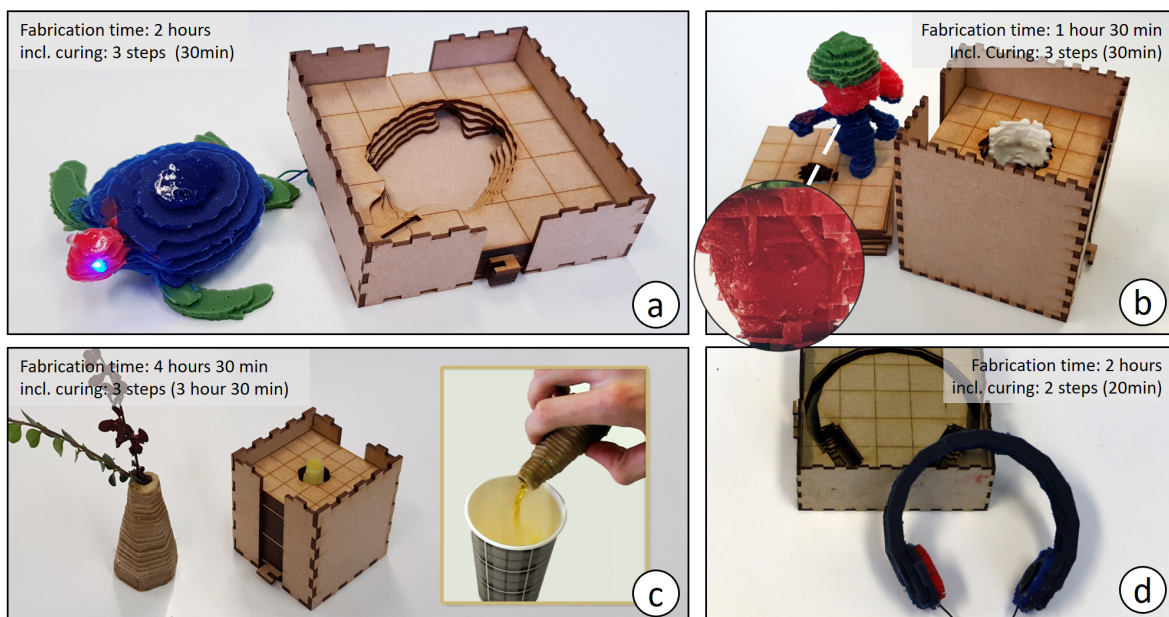 Fabrication time: 2 hours
incl. curing: 3 steps  (30min)
a
Fabrication time: 1 hour 30 min
Incl. Curing: 3 steps (30min)
b
Fabrication time: 4 hours 30 min
incl. curing: 3 steps (3 hour 30 min)
c
Fabrication time: 2 hours
incl. curing: 2 steps (20min)
d